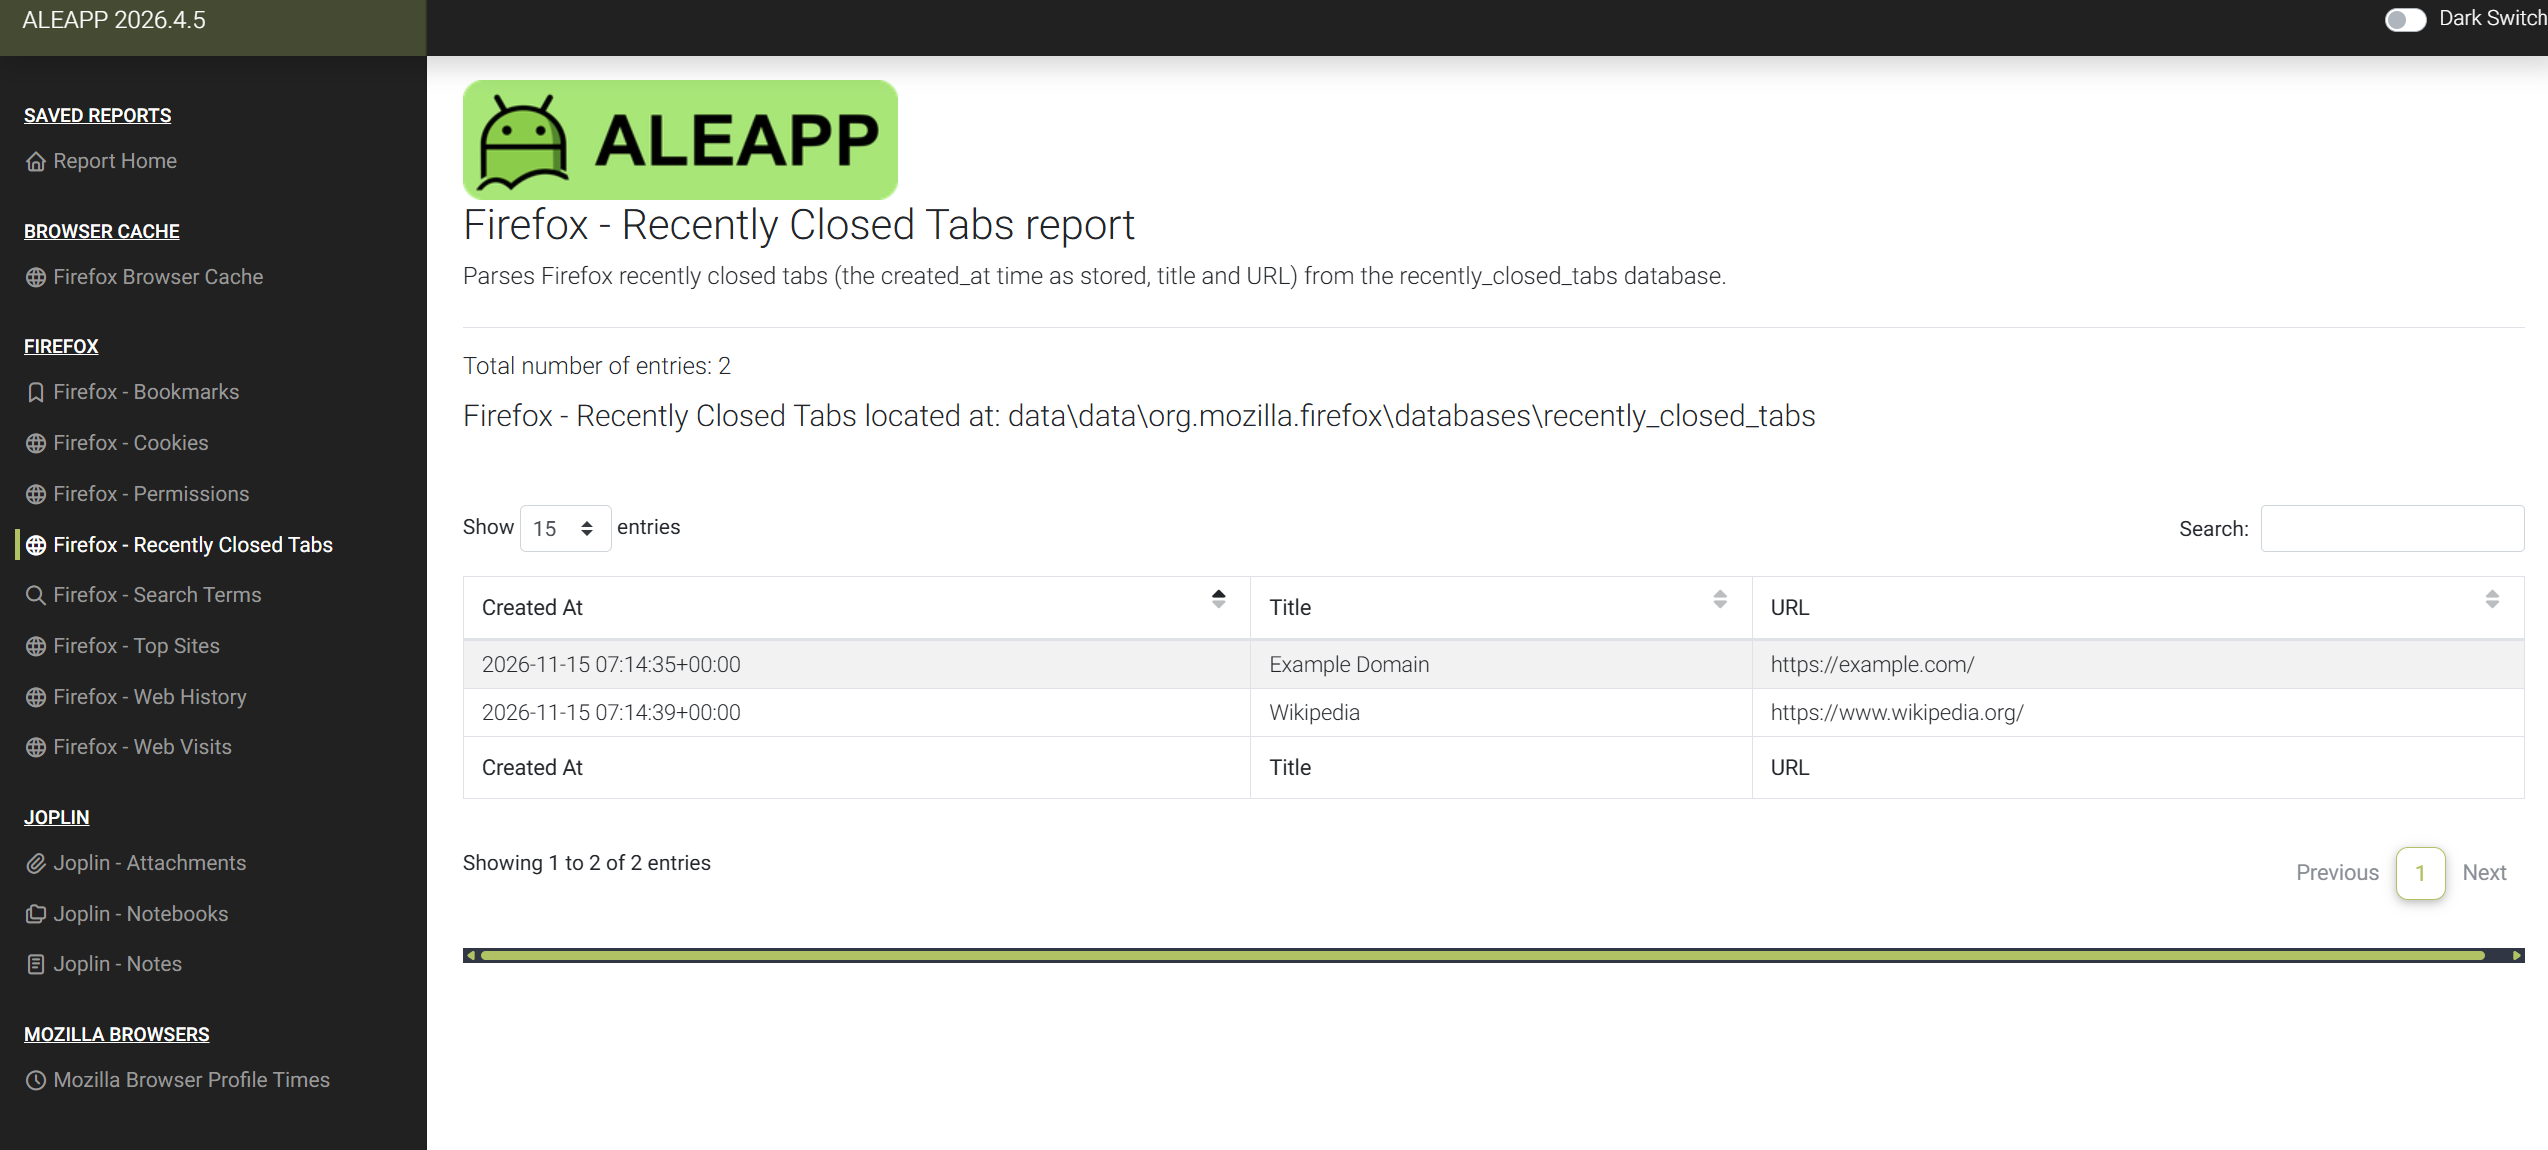 ALEAPP 2026.4.5
Dark Switch
SAVED REPORTS
Report Home
BROWSER CACHE
Firefox Browser Cache
FIREFOX
Firefox - Bookmarks
Firefox - Cookies
Firefox - Permissions
Firefox - Recently Closed Tabs
Firefox - Search Terms
Firefox - Top Sites
Firefox - Web History
Firefox - Web Visits
JOPLIN
Joplin - Attachments
Joplin - Notebooks
Joplin - Notes
MOZILLA BROWSERS
Mozilla Browser Profile Times
ALEAPP
Firefox - Recently Closed Tabs report
Parses Firefox recently closed tabs (the created_at time as stored, title and URL) from the recently_closed_tabs database.
Total number of entries: 2
Firefox - Recently Closed Tabs located at: data\data\org.mozilla.firefox\databases\recently_closed_tabs
Show 15 entries
Search:
Created At Title URL
2026-11-15 07:14:35+00:00 Example Domain https://example.com/
2026-11-15 07:14:39+00:00 Wikipedia https://www.wikipedia.org/
Created At Title URL
Showing 1 to 2 of 2 entries
Previous 1 Next